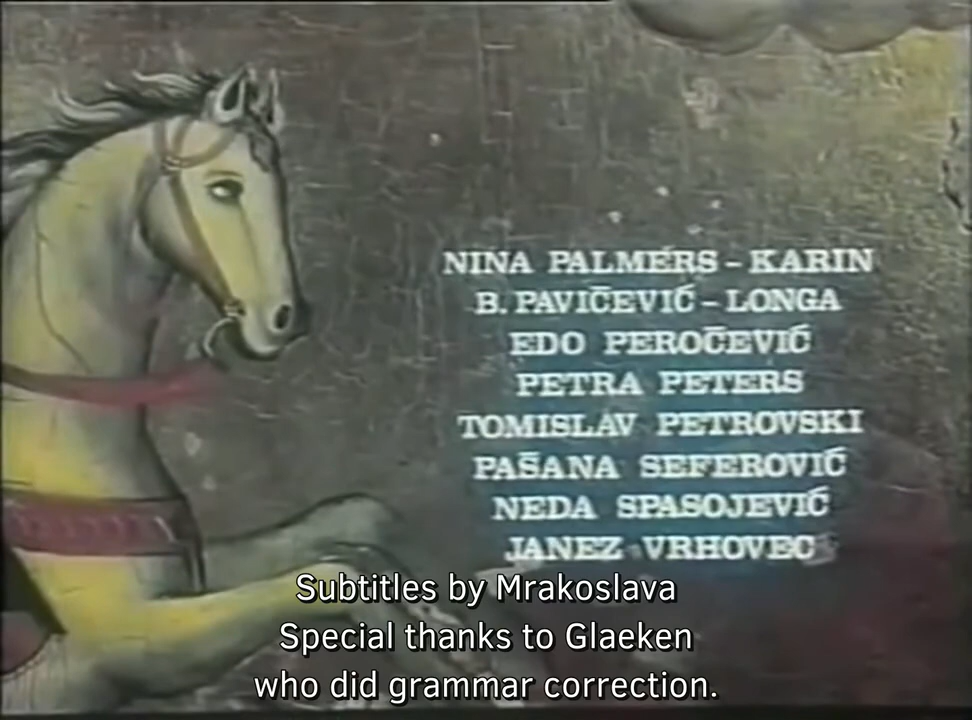 NINA PALMERS – KARIN
B. PAVIČEVIĆ – LONGA
EDO PEROČEVIĆ
PETRA PETERS
TOMISLAV PETROVSKI
PAŠANA SEFEROVIĆ
NEDA SPASOJEVIĆ
JANEZ VRHOVEC
Subtitles by Mrakoslava
Special thanks to Glaeken
who did grammar correction.